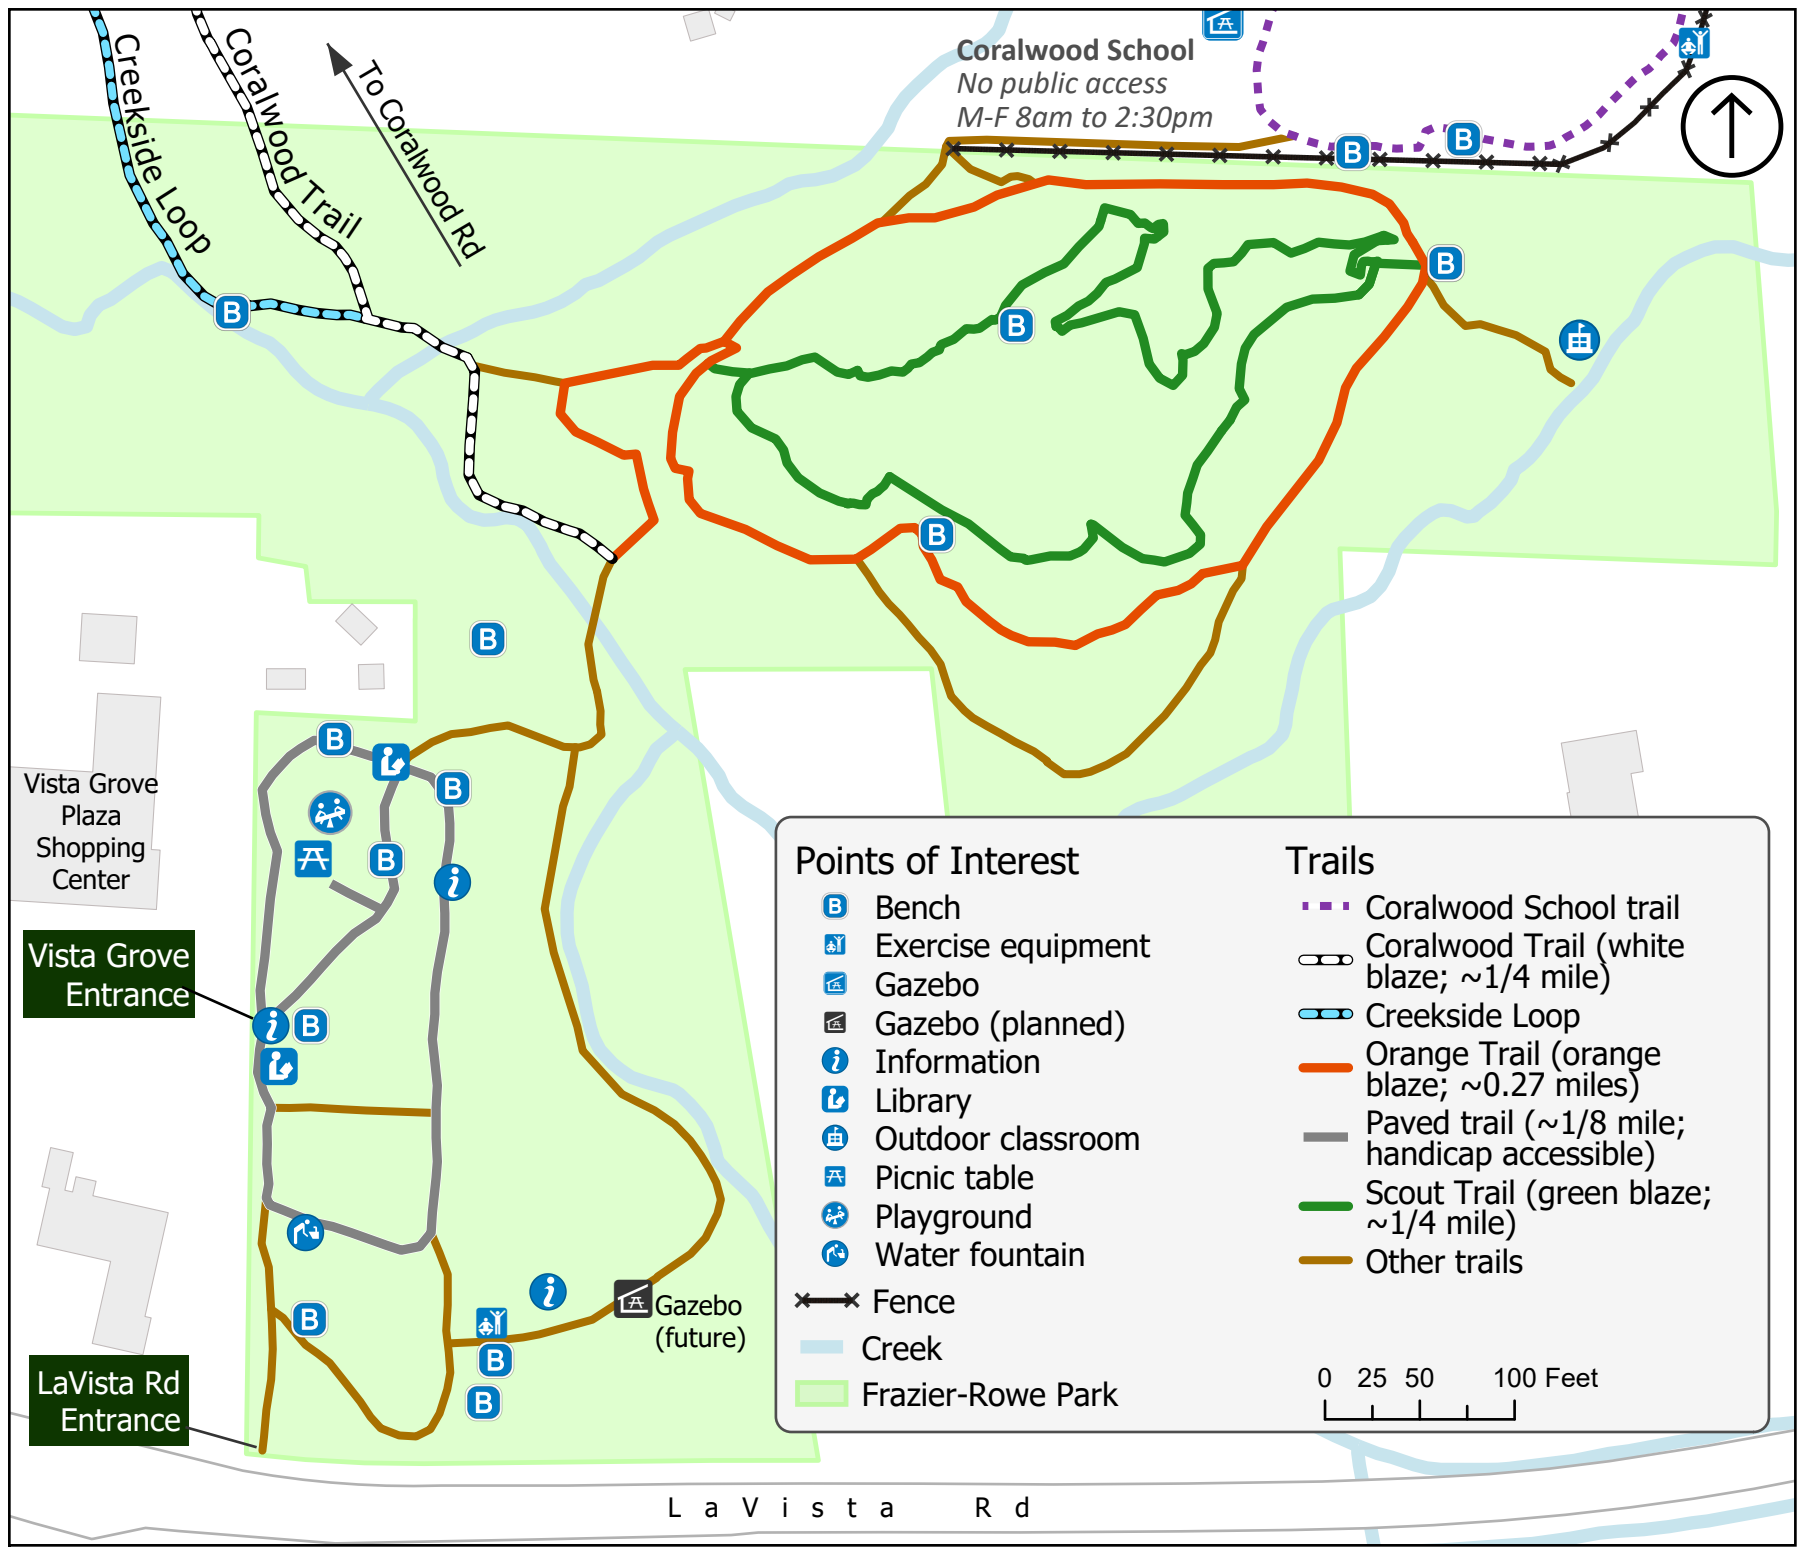 Creekside Loop
Coralwood Trail
To Coralwood Rd
Coralwood School
No public access
M-F 8am to 2:30pm
B
B
B
B
B
B
B
B
B
B
B
Vista Grove
Plaza
Shopping
Center
Vista Grove
Entrance
i
i
B
B
i
B
B
Gazebo
(future)
LaVista Rd
Entrance
LaVista Rd
Points of Interest
B Bench
Exercise equipment
Gazebo
Gazebo (planned)
i Information
Library
Outdoor classroom
Picnic table
Playground
Water fountain
Fence
Creek
Frazier-Rowe Park
Trails
Coralwood School trail
Coralwood Trail (white
blaze; ~1/4 mile)
Creekside Loop
Orange Trail (orange
blaze; ~0.27 miles)
Paved trail (~1/8 mile;
handicap accessible)
Scout Trail (green blaze;
~1/4 mile)
Other trails
0 25 50 100 Feet